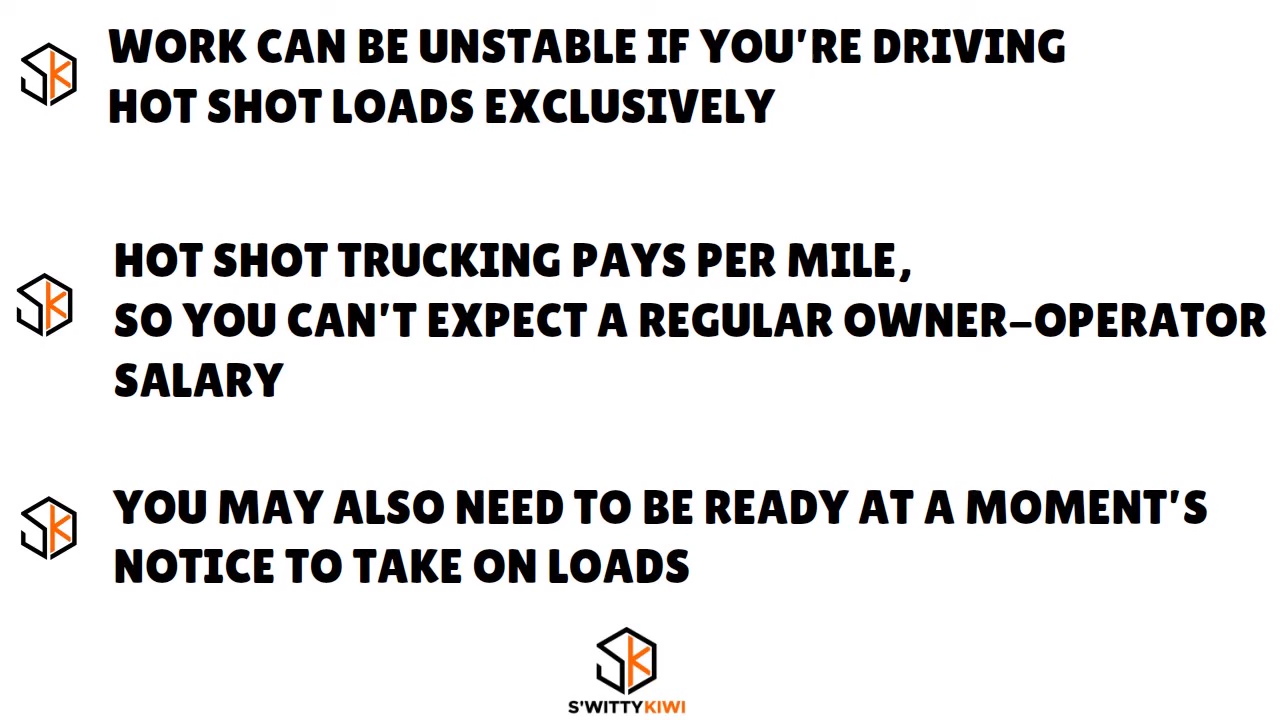 WORK CAN BE UNSTABLE IF YOU'RE DRIVING
HOT SHOT LOADS EXCLUSIVELY
HOT SHOT TRUCKING PAYS PER MILE,
SO YOU CAN'T EXPECT A REGULAR OWNER-OPERATOR
SALARY
YOU MAY ALSO NEED TO BE READY AT A MOMENT'S
NOTICE TO TAKE ON LOADS
S'WITTYKIWI